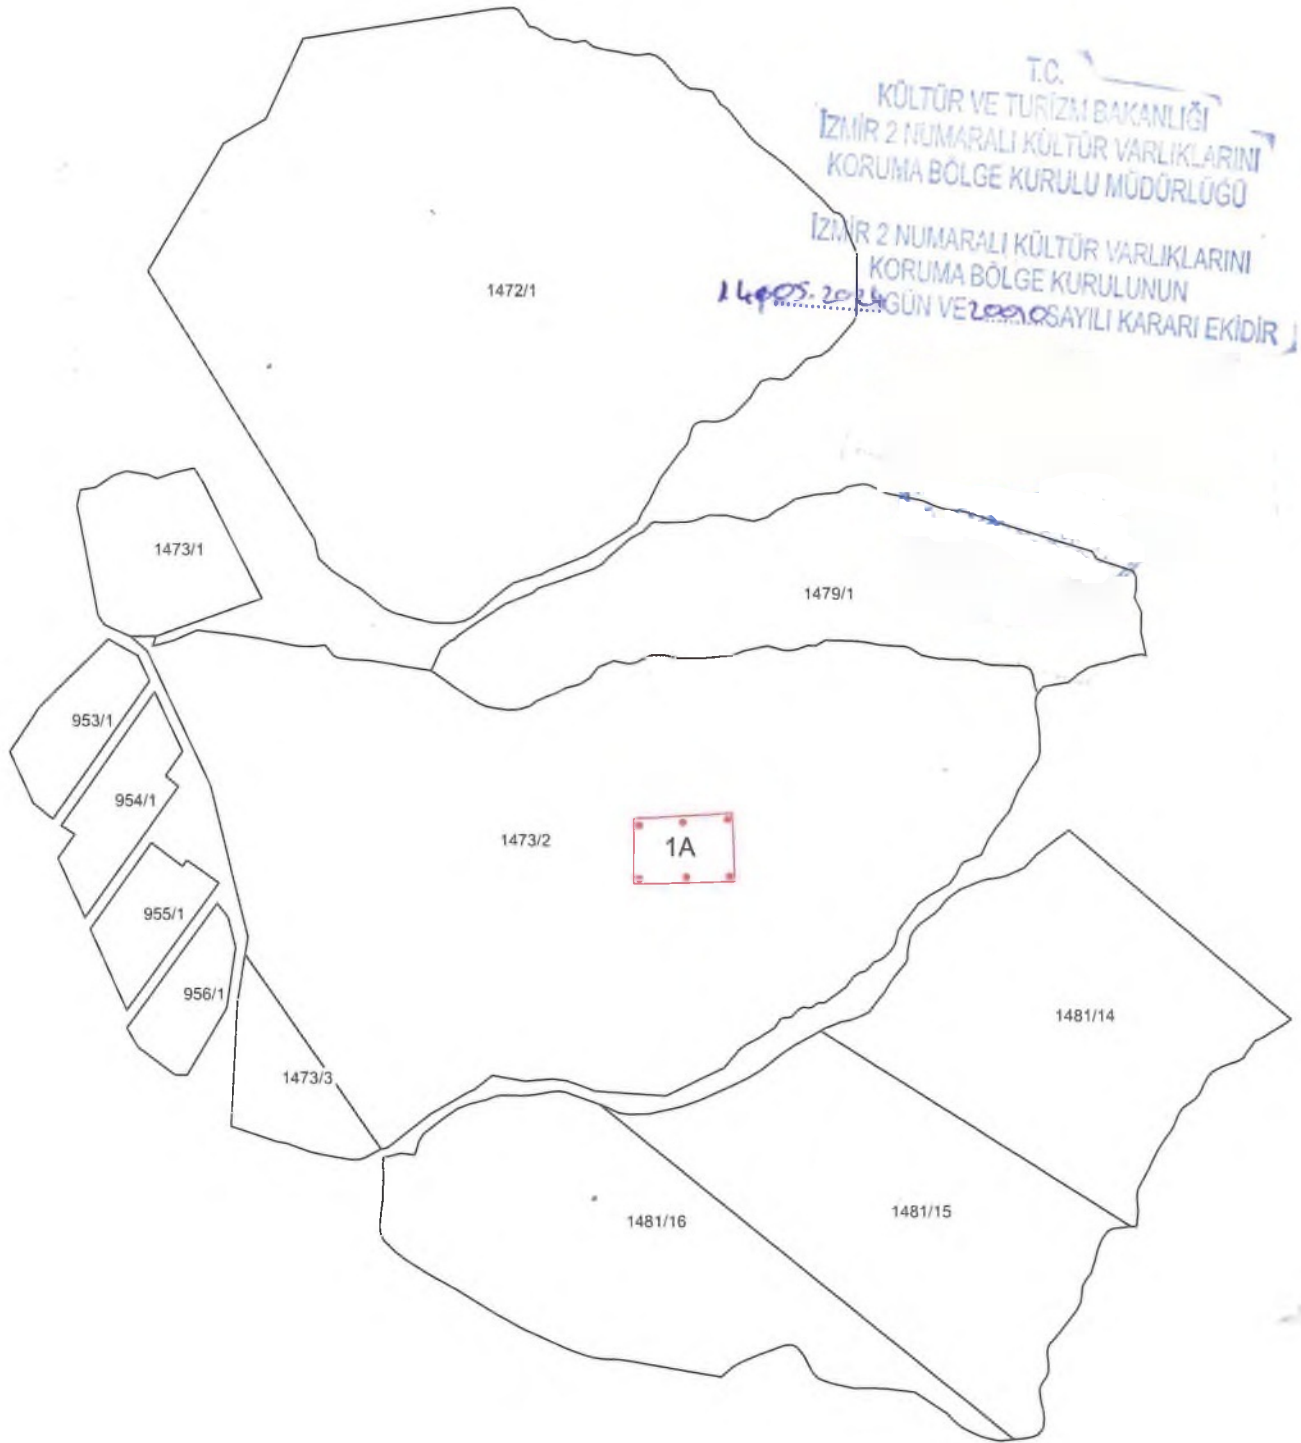 T.C.
KÜLTÜR VE TURİZM BAKANLIĞI
İZMİR 2 NUMARALI KÜLTÜR VARLIKLARINI
KORUMA BÖLGE KURULU MÜDÜRLÜĞÜ
İZMİR 2 NUMARALI KÜLTÜR VARLIKLARINI
KORUMA BÖLGE KURULUNUN
GÜN VE SAYILI KARARI EKİDİR
1472/1
1473/1
1479/1
953/1
954/1
1473/2
1A
955/1
956/1
1481/14
1473/3
1481/15
1481/16